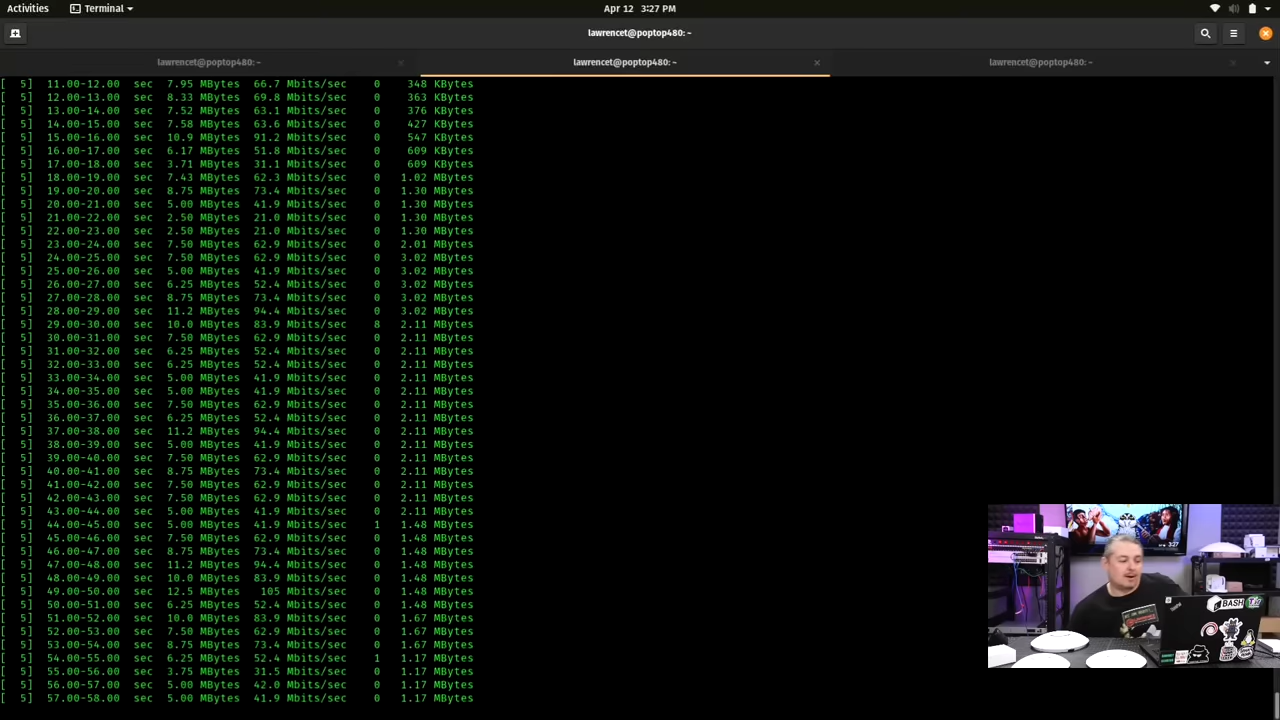 Activities Terminal Apr 12 3:27 PM
lawrencet@poptop480: ~
lawrencet@poptop480: ~ lawrencet@poptop480: ~ lawrencet@poptop480: ~
[ 5] 11.00-12.00 sec 7.95 MBytes 66.7 Mbits/sec 0 348 KBytes
[ 5] 12.00-13.00 sec 8.33 MBytes 69.8 Mbits/sec 0 363 KBytes
[ 5] 13.00-14.00 sec 7.52 MBytes 63.1 Mbits/sec 0 376 KBytes
[ 5] 14.00-15.00 sec 7.58 MBytes 63.6 Mbits/sec 0 427 KBytes
[ 5] 15.00-16.00 sec 10.9 MBytes 91.2 Mbits/sec 0 547 KBytes
[ 5] 16.00-17.00 sec 6.17 MBytes 51.8 Mbits/sec 0 609 KBytes
[ 5] 17.00-18.00 sec 3.71 MBytes 31.1 Mbits/sec 0 609 KBytes
[ 5] 18.00-19.00 sec 7.43 MBytes 62.3 Mbits/sec 0 1.02 MBytes
[ 5] 19.00-20.00 sec 8.75 MBytes 73.4 Mbits/sec 0 1.30 MBytes
[ 5] 20.00-21.00 sec 5.00 MBytes 41.9 Mbits/sec 0 1.30 MBytes
[ 5] 21.00-22.00 sec 2.50 MBytes 21.0 Mbits/sec 0 1.30 MBytes
[ 5] 22.00-23.00 sec 2.50 MBytes 21.0 Mbits/sec 0 1.30 MBytes
[ 5] 23.00-24.00 sec 7.50 MBytes 62.9 Mbits/sec 0 2.01 MBytes
[ 5] 24.00-25.00 sec 7.50 MBytes 62.9 Mbits/sec 0 3.02 MBytes
[ 5] 25.00-26.00 sec 5.00 MBytes 41.9 Mbits/sec 0 3.02 MBytes
[ 5] 26.00-27.00 sec 6.25 MBytes 52.4 Mbits/sec 0 3.02 MBytes
[ 5] 27.00-28.00 sec 8.75 MBytes 73.4 Mbits/sec 0 3.02 MBytes
[ 5] 28.00-29.00 sec 11.2 MBytes 94.4 Mbits/sec 0 3.02 MBytes
[ 5] 29.00-30.00 sec 10.0 MBytes 83.9 Mbits/sec 8 2.11 MBytes
[ 5] 30.00-31.00 sec 7.50 MBytes 62.9 Mbits/sec 0 2.11 MBytes
[ 5] 31.00-32.00 sec 6.25 MBytes 52.4 Mbits/sec 0 2.11 MBytes
[ 5] 32.00-33.00 sec 6.25 MBytes 52.4 Mbits/sec 0 2.11 MBytes
[ 5] 33.00-34.00 sec 5.00 MBytes 41.9 Mbits/sec 0 2.11 MBytes
[ 5] 34.00-35.00 sec 5.00 MBytes 41.9 Mbits/sec 0 2.11 MBytes
[ 5] 35.00-36.00 sec 7.50 MBytes 62.9 Mbits/sec 0 2.11 MBytes
[ 5] 36.00-37.00 sec 6.25 MBytes 52.4 Mbits/sec 0 2.11 MBytes
[ 5] 37.00-38.00 sec 11.2 MBytes 94.4 Mbits/sec 0 2.11 MBytes
[ 5] 38.00-39.00 sec 5.00 MBytes 41.9 Mbits/sec 0 2.11 MBytes
[ 5] 39.00-40.00 sec 7.50 MBytes 62.9 Mbits/sec 0 2.11 MBytes
[ 5] 40.00-41.00 sec 8.75 MBytes 73.4 Mbits/sec 0 2.11 MBytes
[ 5] 41.00-42.00 sec 7.50 MBytes 62.9 Mbits/sec 0 2.11 MBytes
[ 5] 42.00-43.00 sec 7.50 MBytes 62.9 Mbits/sec 0 2.11 MBytes
[ 5] 43.00-44.00 sec 5.00 MBytes 41.9 Mbits/sec 0 2.11 MBytes
[ 5] 44.00-45.00 sec 5.00 MBytes 41.9 Mbits/sec 1 1.48 MBytes
[ 5] 45.00-46.00 sec 7.50 MBytes 62.9 Mbits/sec 0 1.48 MBytes
[ 5] 46.00-47.00 sec 8.75 MBytes 73.4 Mbits/sec 0 1.48 MBytes
[ 5] 47.00-48.00 sec 11.2 MBytes 94.4 Mbits/sec 0 1.48 MBytes
[ 5] 48.00-49.00 sec 10.0 MBytes 83.9 Mbits/sec 0 1.48 MBytes
[ 5] 49.00-50.00 sec 12.5 MBytes 105 Mbits/sec 0 1.48 MBytes
[ 5] 50.00-51.00 sec 6.25 MBytes 52.4 Mbits/sec 0 1.48 MBytes
[ 5] 51.00-52.00 sec 10.0 MBytes 83.9 Mbits/sec 0 1.67 MBytes
[ 5] 52.00-53.00 sec 7.50 MBytes 62.9 Mbits/sec 0 1.67 MBytes
[ 5] 53.00-54.00 sec 8.75 MBytes 73.4 Mbits/sec 0 1.67 MBytes
[ 5] 54.00-55.00 sec 6.25 MBytes 52.4 Mbits/sec 1 1.17 MBytes
[ 5] 55.00-56.00 sec 3.75 MBytes 31.5 Mbits/sec 0 1.17 MBytes
[ 5] 56.00-57.00 sec 5.00 MBytes 42.0 Mbits/sec 0 1.17 MBytes
[ 5] 57.00-58.00 sec 5.00 MBytes 41.9 Mbits/sec 0 1.17 MBytes
3:27
BASH